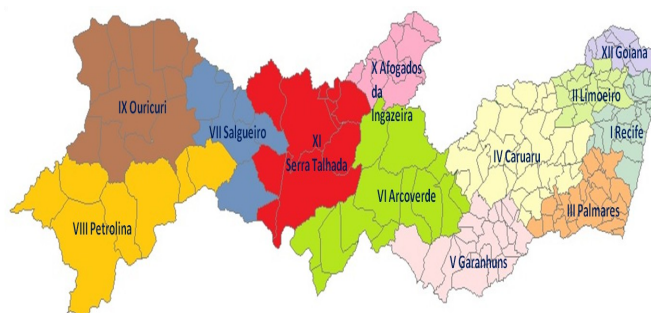 XII Goiana
X Afogados
da
Ingazeira
II Limoeiro
IX Ouricuri
VII Salgueiro
I Recife
XI
Serra Talhada
IV Caruaru
VI Arcoverde
III Palmares
VIII Petrolina
V Garanhuns